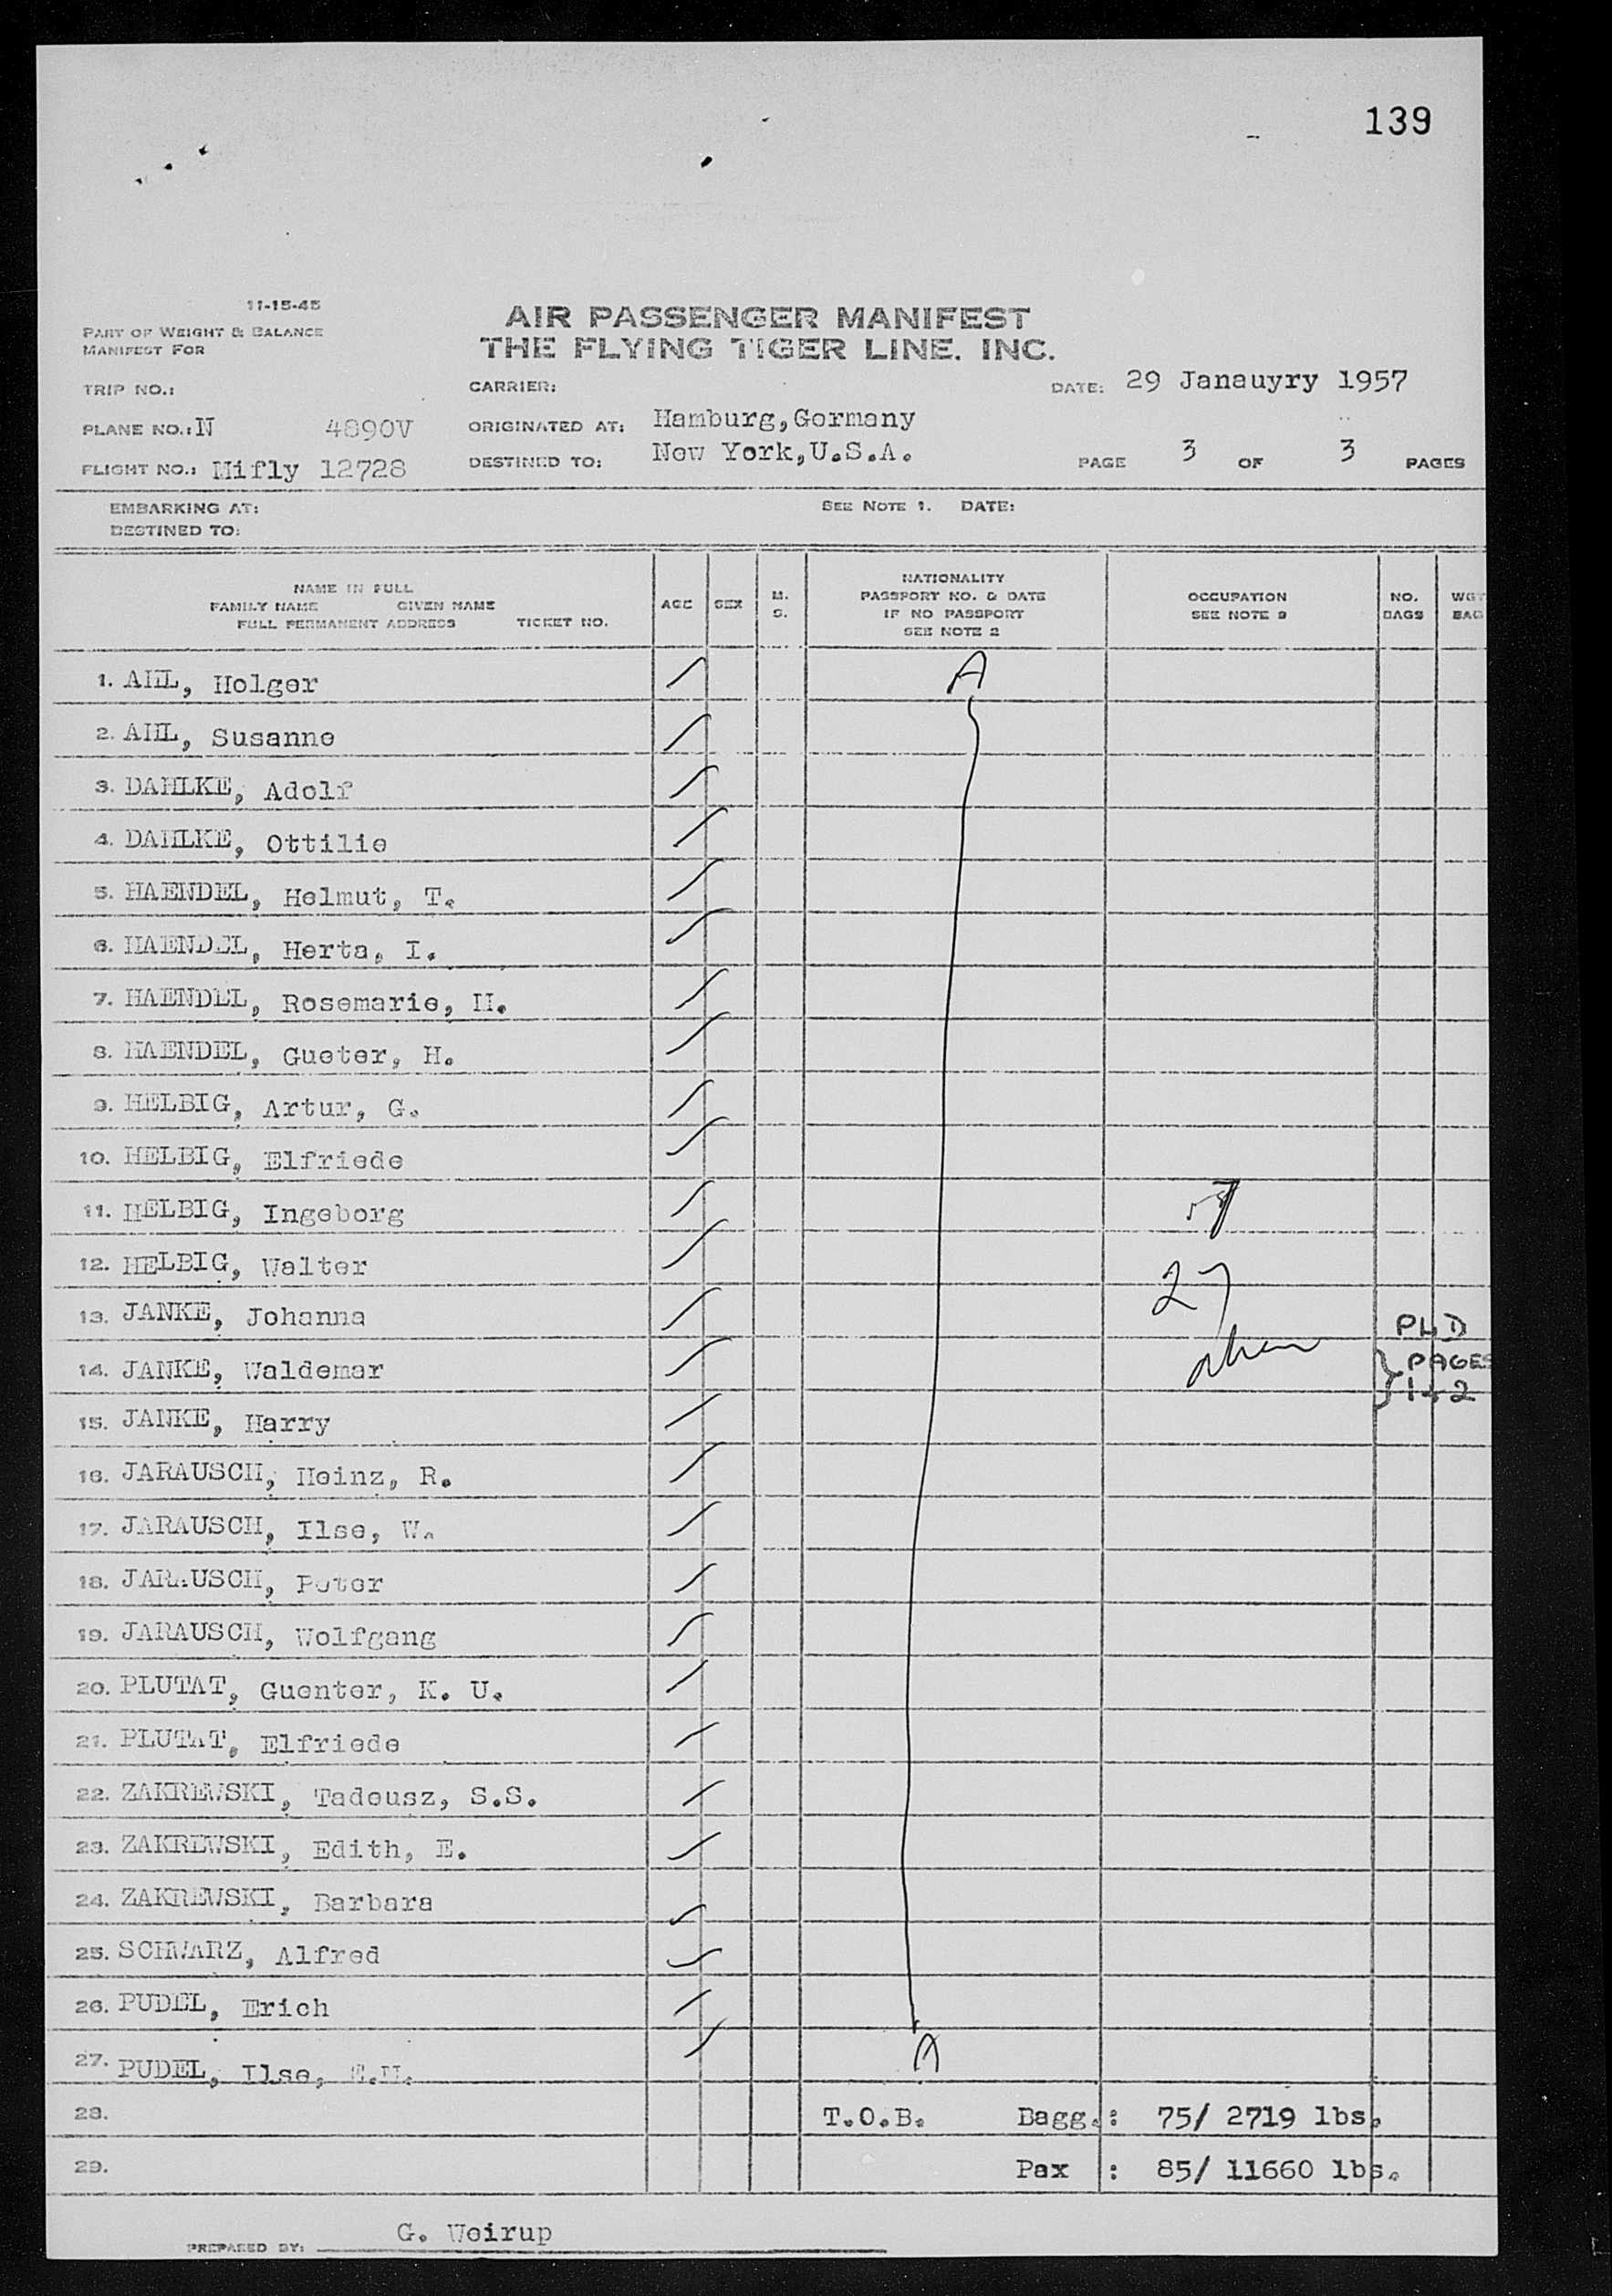 139
11-15-45
PART OF WEIGHT & BALANCE
MANIFEST FOR
AIR PASSENGER MANIFEST
THE FLYING TIGER LINE, INC.
TRIP NO.:
CARRIER:
DATE: 29 Janauyry 1957
PLANE NO.: N 4890V
ORIGINATED AT: Hamburg, Germany
FLIGHT NO.: Mifly 12728
DESTINED TO: New York, U.S.A.
PAGE 3 OF 3 PAGES
EMBARKING AT:
SEE NOTE 1. DATE:
DESTINED TO:
NAME IN FULL
FAMILY NAME GIVEN NAME
FULL PERMANENT ADDRESS TICKET NO.
AGE
SEX
M.
S.
NATIONALITY
PASSPORT NO. & DATE
IF NO PASSPORT
SEE NOTE 2
OCCUPATION
SEE NOTE 3
NO.
BAGS
WGT
BAG
1. AHL, Holger A
2. AHL, Susanne
3. DAHLKE, Adolf
4. DAHLKE, Ottilie
5. HAENDEL, Helmut, T.
6. HAENDEL, Herta, I.
7. HAENDEL, Rosemarie, H.
8. HAENDEL, Gueter, H.
9. HELBIG, Artur, G.
10. HELBIG, Elfriede
11. HELBIG, Ingeborg
12. HELBIG, Walter 27
13. JANKE, Johanna PLD
14. JANKE, Waldemar PAGES
1+2
15. JANKE, Harry
16. JARAUSCH, Heinz, R.
17. JARAUSCH, Ilse, W.
18. JARAUSCH, Peter
19. JARAUSCH, Wolfgang
20. PLUTAT, Guenter, K. U.
21. PLUTAT, Elfriede
22. ZAKREWSKI, Tadeusz, S.S.
23. ZAKREWSKI, Edith, E.
24. ZAKREWSKI, Barbara
25. SCHWARZ, Alfred
26. PUDEL, Erich
27. PUDEL, Ilse, A
28. T.O.B. Bagg.: 75/ 2719 lbs.
29. Pax : 85/ 11660 lbs.
PREPARED BY: G. Weirup